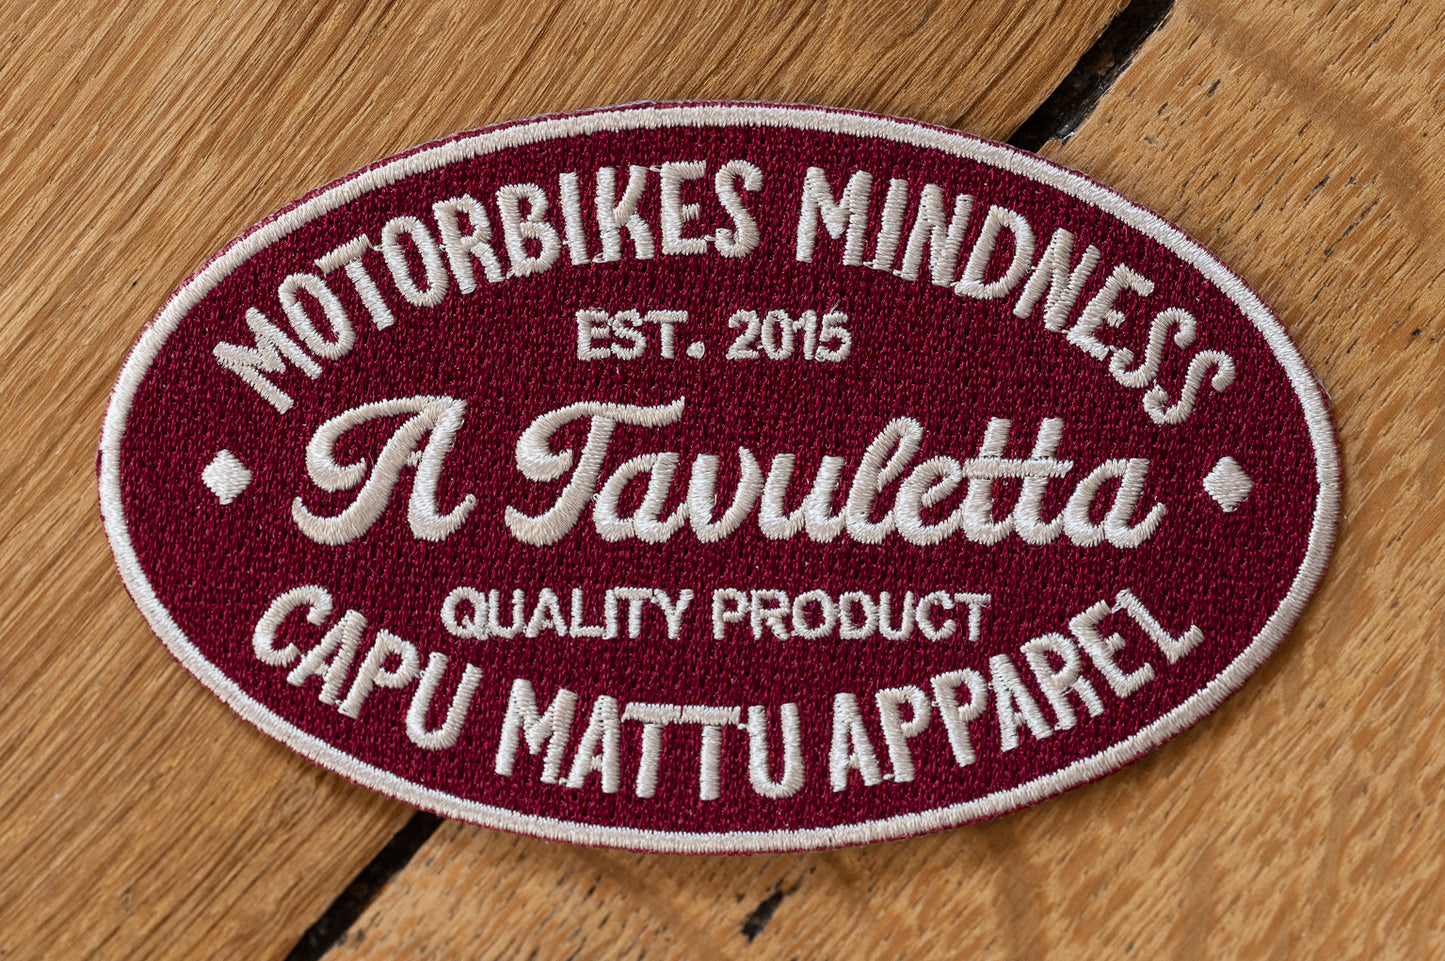 MOTORBIKES MINDNESS
EST. 2015
A Tavuletta
QUALITY PRODUCT
CAPU MATTU APPAREL